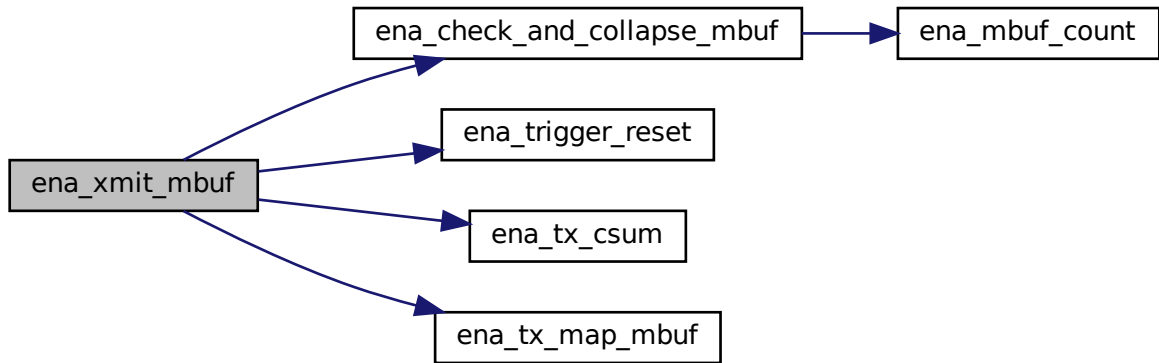 ena_check_and_collapse_mbuf
ena_mbuf_count
ena_trigger_reset
ena_xmit_mbuf
ena_tx_csum
ena_tx_map_mbuf